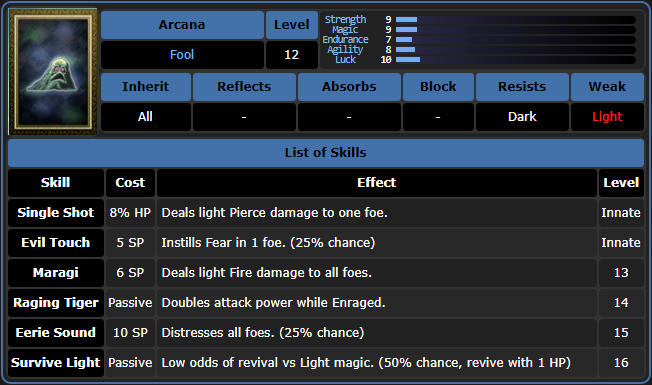 Arcana Level
Fool 12
Strength 9
Magic 9
Endurance 7
Agility 8
Luck 10
Inherit Reflects Absorbs Block Resists Weak
All - - - Dark Light
List of Skills
Skill Cost Effect Level
Single Shot 8% HP Deals light Pierce damage to one foe. Innate
Evil Touch 5 SP Instills Fear in 1 foe. (25% chance) Innate
Maragi 6 SP Deals light Fire damage to all foes. 13
Raging Tiger Passive Doubles attack power while Enraged. 14
Eerie Sound 10 SP Distresses all foes. (25% chance) 15
Survive Light Passive Low odds of revival vs Light magic. (50% chance, revive with 1 HP) 16